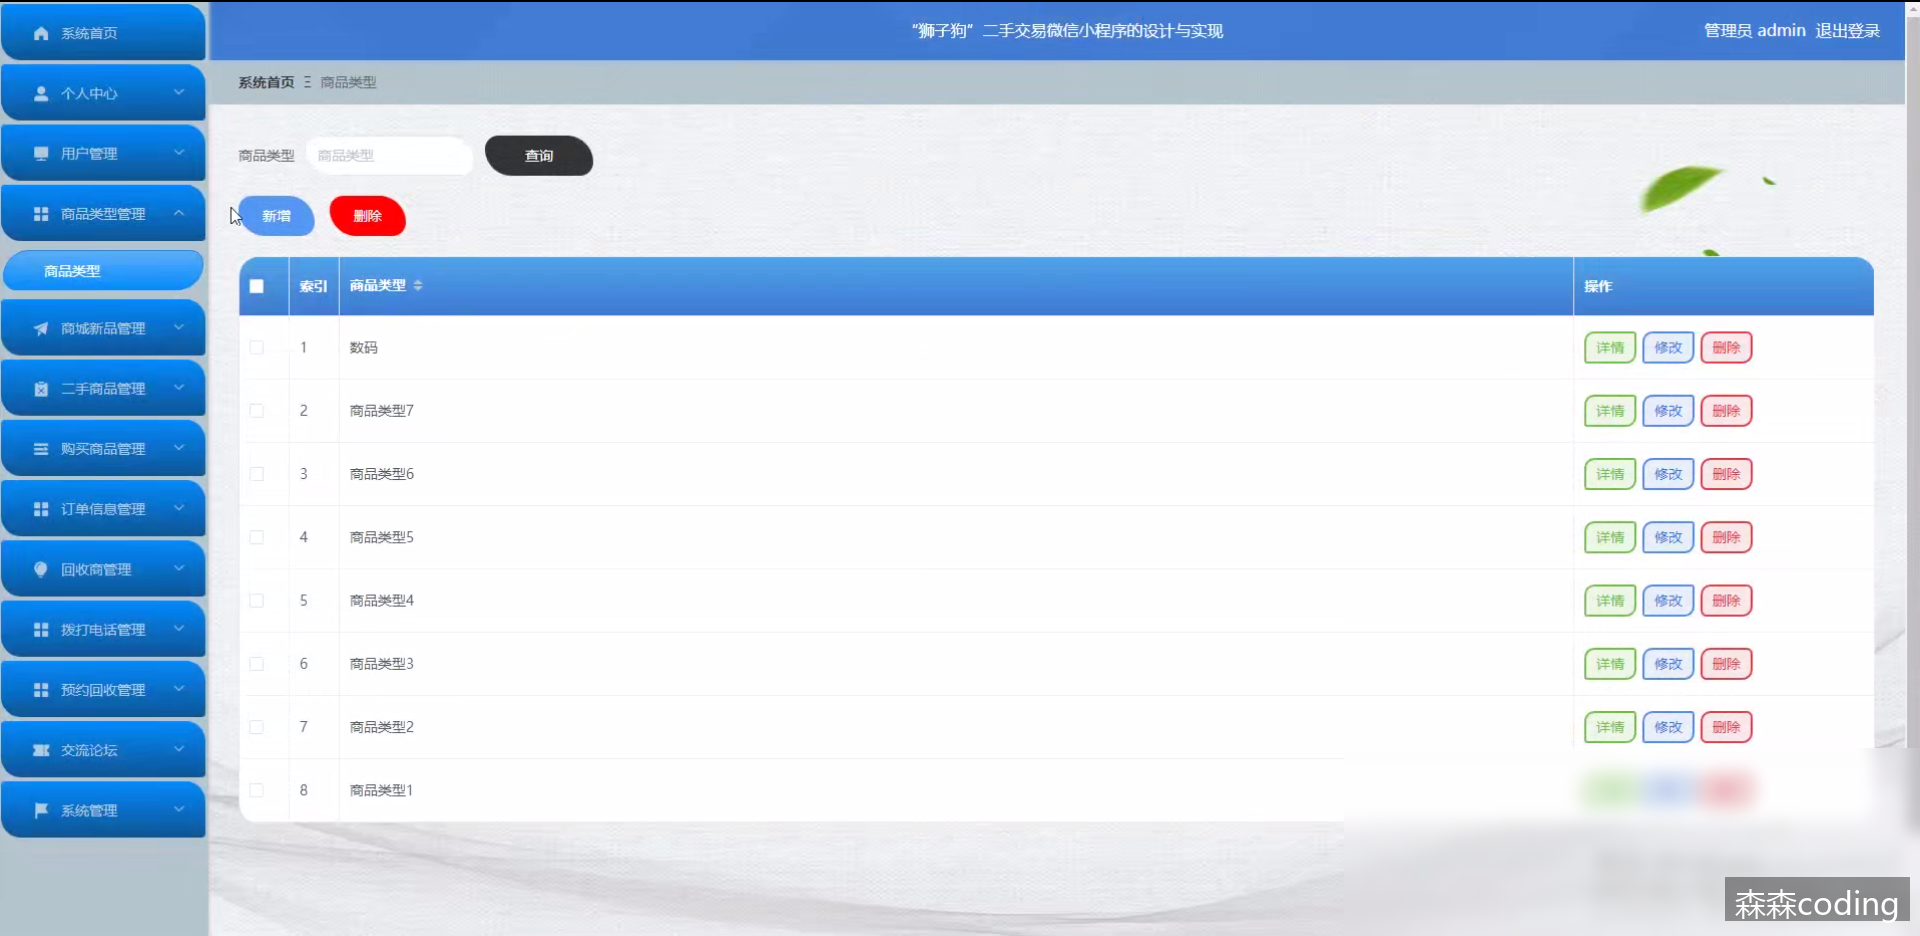 系统首页
个人中心
用户管理
商品类型管理
商品类型
商城新品管理
二手商品管理
购买商品管理
订单信息管理
回收商管理
拨打电话管理
预约回收管理
交流论坛
系统管理
“狮子狗”二手交易微信小程序的设计与实现
管理员 admin 退出登录
系统首页 Ξ 商品类型
商品类型 商品类型 查询
新增 删除
索引 商品类型 操作
1 数码 详情 修改 删除
2 商品类型7 详情 修改 删除
3 商品类型6 详情 修改 删除
4 商品类型5 详情 修改 删除
5 商品类型4 详情 修改 删除
6 商品类型3 详情 修改 删除
7 商品类型2 详情 修改 删除
8 商品类型1
森森coding